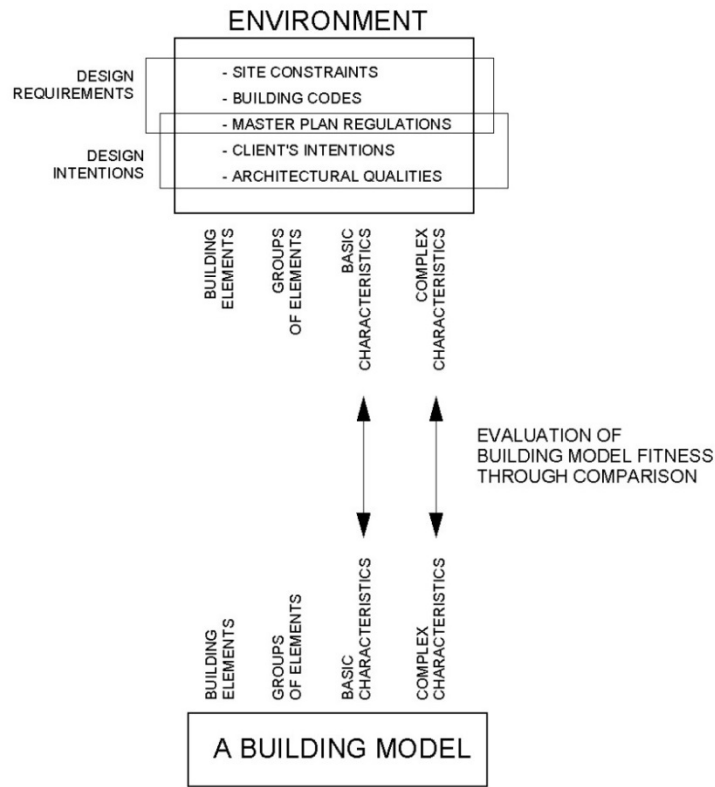 ENVIRONMENT
DESIGN
REQUIREMENTS
- SITE CONSTRAINTS
- BUILDING CODES
- MASTER PLAN REGULATIONS
DESIGN
INTENTIONS
- CLIENT'S INTENTIONS
- ARCHITECTURAL QUALITIES
BUILDING
ELEMENTS
GROUPS
OF ELEMENTS
BASIC
CHARACTERISTICS
COMPLEX
CHARACTERISTICS
EVALUATION OF
BUILDING MODEL FITNESS
THROUGH COMPARISON
BUILDING
ELEMENTS
GROUPS
OF ELEMENTS
BASIC
CHARACTERISTICS
COMPLEX
CHARACTERISTICS
A BUILDING MODEL